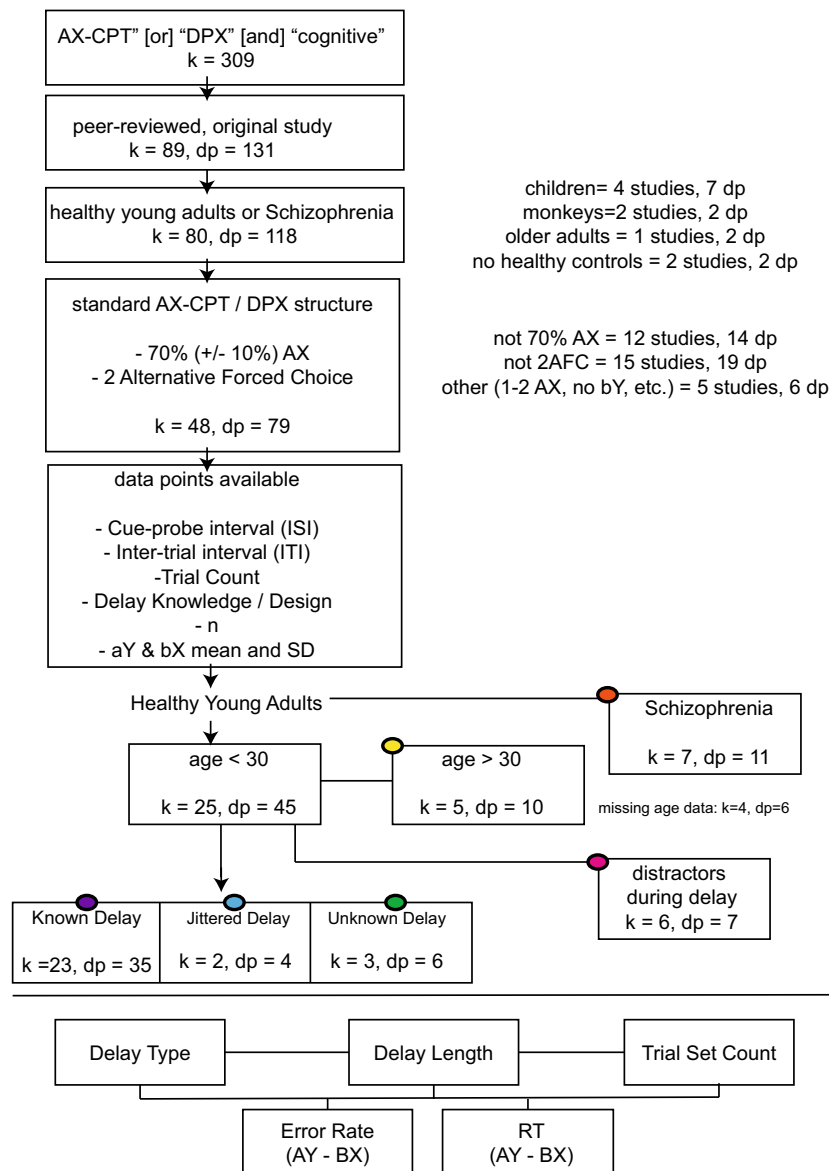 AX-CPT” [or] “DPX” [and] “cognitive”
k = 309
peer-reviewed, original study
k = 89, dp = 131
healthy young adults or Schizophrenia
k = 80, dp = 118
children= 4 studies, 7 dp
monkeys=2 studies, 2 dp
older adults = 1 studies, 2 dp
no healthy controls = 2 studies, 2 dp
standard AX-CPT / DPX structure
- 70% (+/- 10%) AX
- 2 Alternative Forced Choice
k = 48, dp = 79
not 70% AX = 12 studies, 14 dp
not 2AFC = 15 studies, 19 dp
other (1-2 AX, no bY, etc.) = 5 studies, 6 dp
data points available
- Cue-probe interval (ISI)
- Inter-trial interval (ITI)
-Trial Count
- Delay Knowledge / Design
- n
- aY & bX mean and SD
Healthy Young Adults
Schizophrenia
k = 7, dp = 11
age < 30
k = 25, dp = 45
age > 30
k = 5, dp = 10
missing age data: k=4, dp=6
distractors
during delay
k = 6, dp = 7
Known Delay
k =23, dp = 35
Jittered Delay
k = 2, dp = 4
Unknown Delay
k = 3, dp = 6
Delay Type
Delay Length
Trial Set Count
Error Rate
(AY - BX)
RT
(AY - BX)